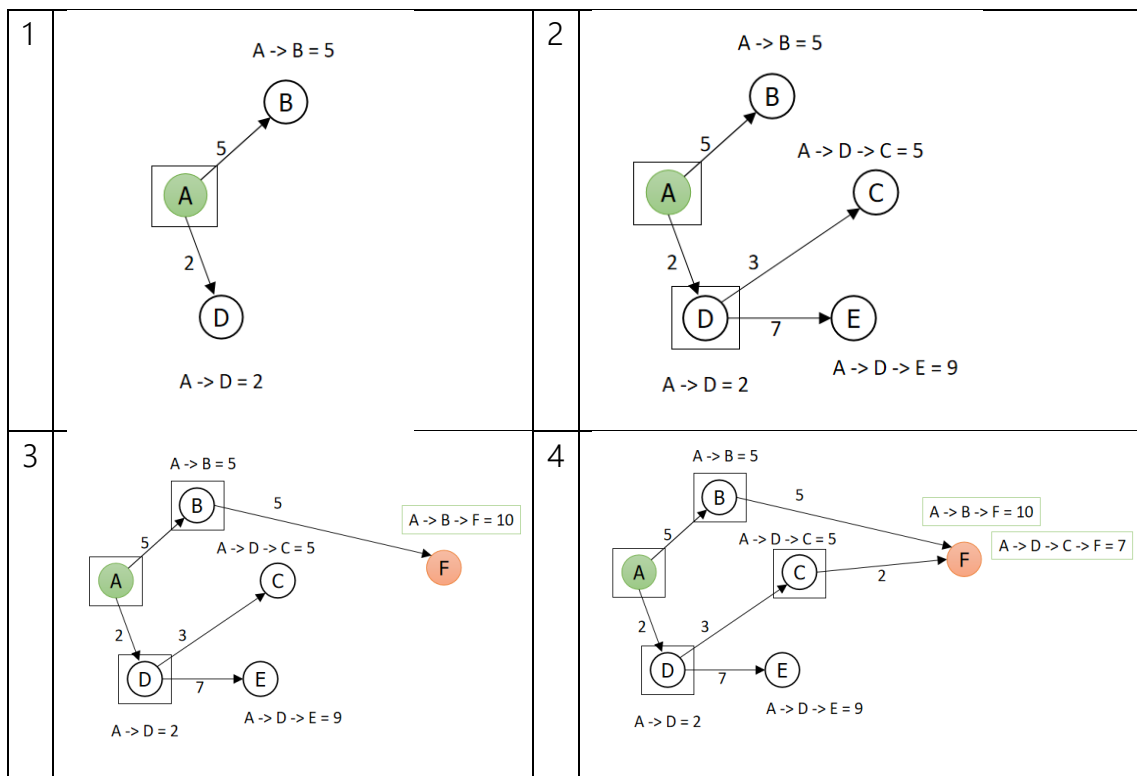 1
A -> B = 5
B
5
A
2
D
A -> D = 2
2
A -> B = 5
B
5
A -> D -> C = 5
A
C
2
3
D
7
E
A -> D -> E = 9
A -> D = 2
3
A -> B = 5
B
5
A -> B -> F = 10
5
A -> D -> C = 5
F
A
C
2
3
D
7
E
A -> D -> E = 9
A -> D = 2
4
A -> B = 5
B
5
A -> B -> F = 10
5
A -> D -> C = 5
A -> D -> C -> F = 7
A
C
2
F
2
3
D
7
E
A -> D -> E = 9
A -> D = 2